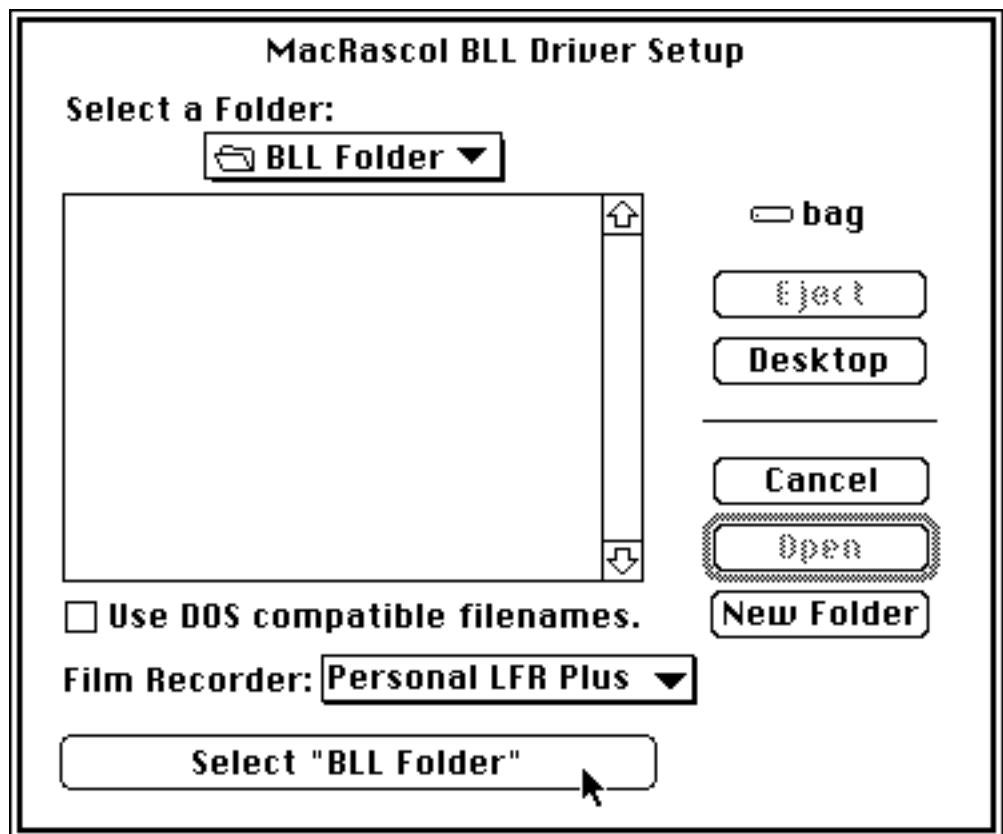 MacRascol BLL Driver Setup
Select a Folder:
BLL Folder
bag
Eject
Desktop
Cancel
Open
New Folder
Use DOS compatible filenames.
Film Recorder: Personal LFR Plus
Select "BLL Folder"